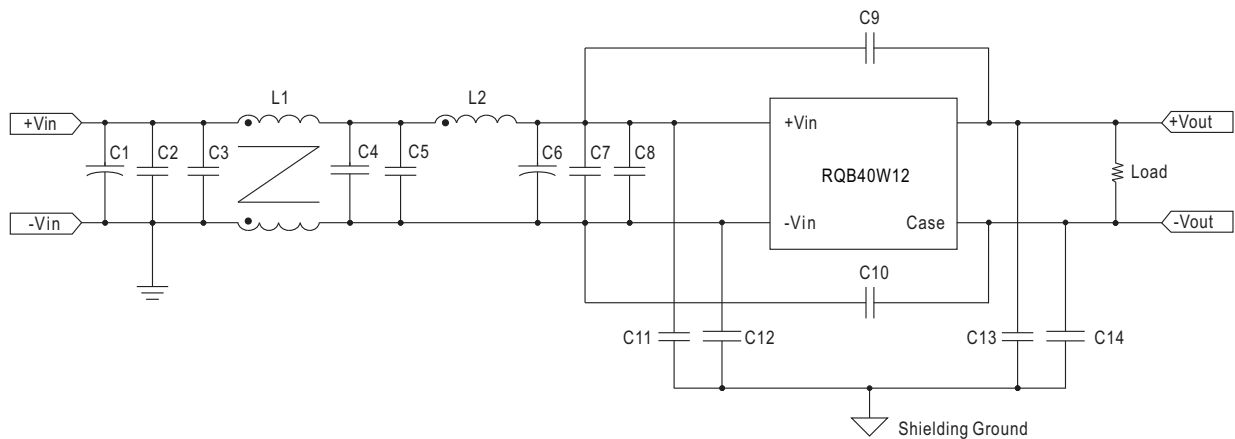 C9
L1
L2
+Vin
C1
C2
C3
C4
C5
C6
C7
C8
+Vin
RQB40W12
+Vout
Load
-Vin
-Vin
Case
-Vout
C10
C11
C12
C13
C14
Shielding Ground